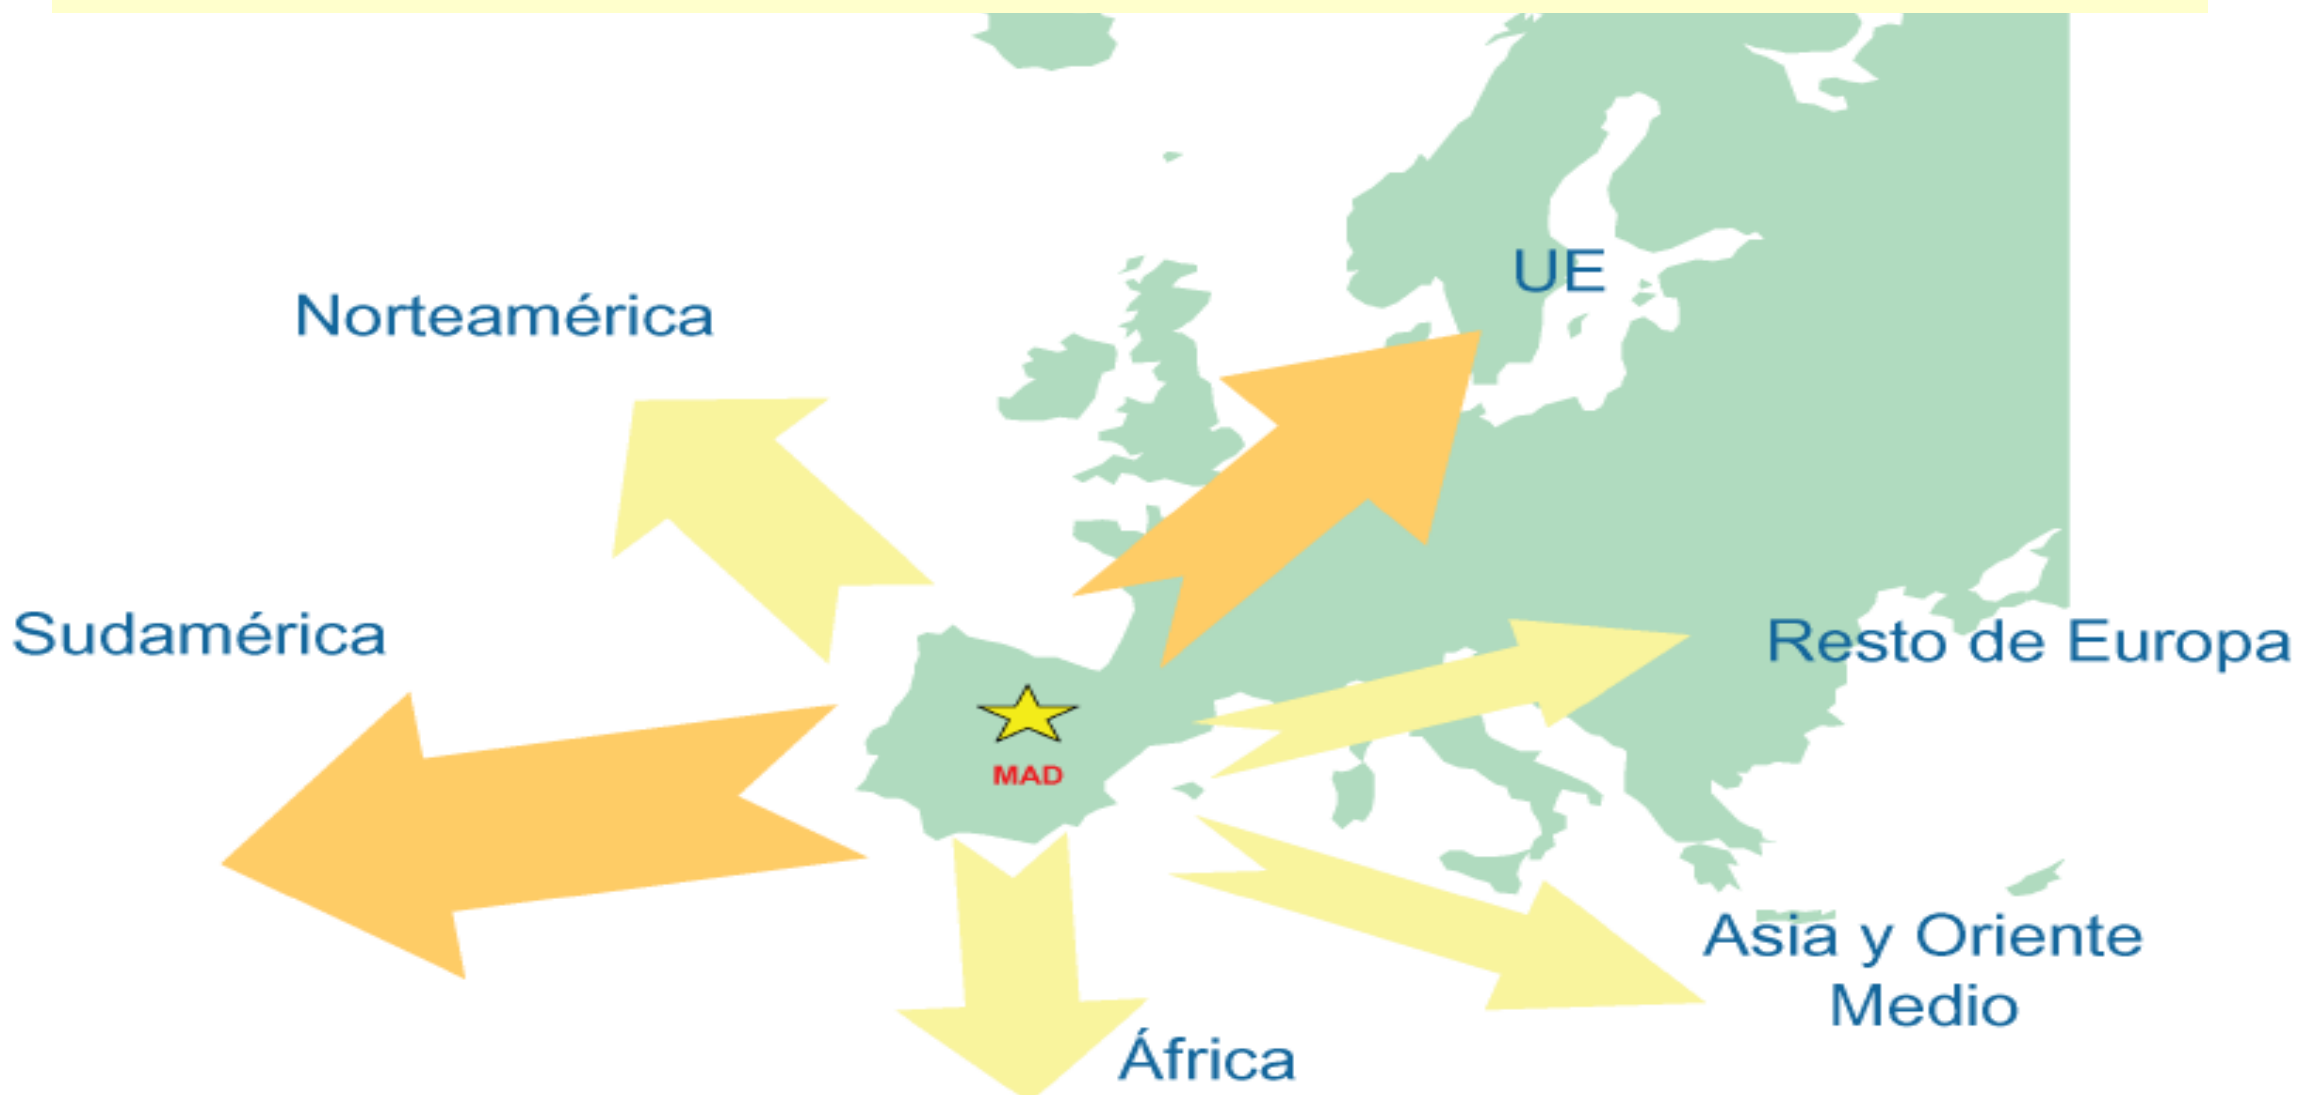 UE
Norteamérica
Sudamérica
Resto de Europa
MAD
Asia y Oriente
Medio
África